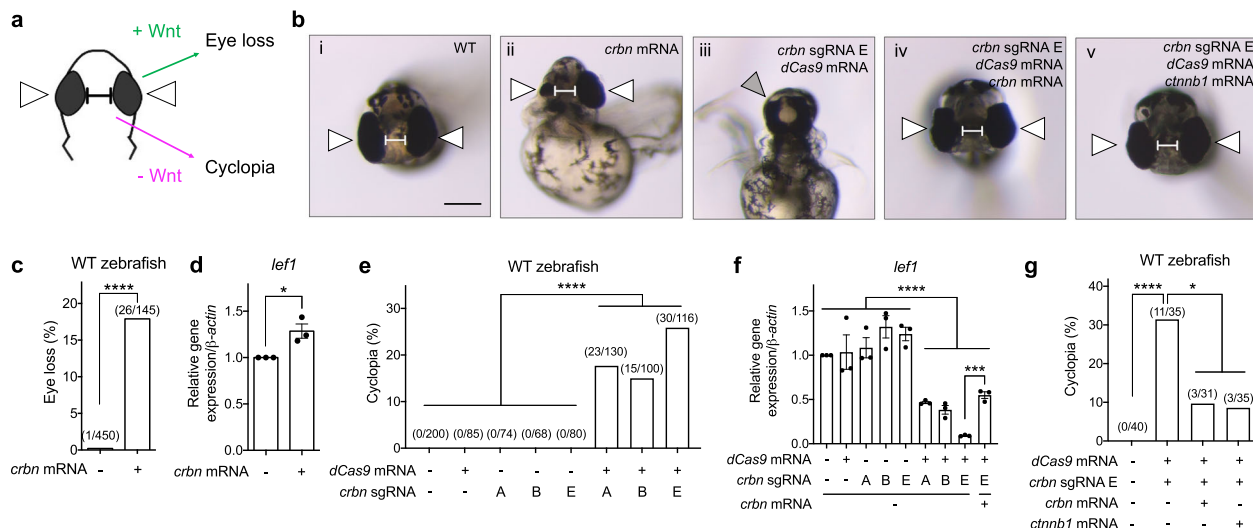 a
+ Wnt
Eye loss
Cyclopia
- Wnt
b
i
WT
ii
crbn mRNA
iii
crbn sgRNA E
dCas9 mRNA
iv
crbn sgRNA E
dCas9 mRNA
crbn mRNA
v
crbn sgRNA E
dCas9 mRNA
ctnnb1 mRNA
c
WT zebrafish
****
(26/145)
(1/450)
Eye loss (%)
20
15
10
5
0
crbn mRNA - +
d
lef1
*
Relative gene
expression/β-actin
1.5
1.0
0.5
0.0
crbn mRNA - +
e
WT zebrafish
****
(30/116)
(23/130)
(15/100)
(0/200) (0/85) (0/74) (0/68) (0/80)
Cyclopia (%)
30
20
10
0
dCas9 mRNA - + - - - + + +
crbn sgRNA - - A B E A B E
f
lef1
****
***
Relative gene
expression/β-actin
1.5
1.0
0.5
0.0
dCas9 mRNA - + - - - + + + +
crbn sgRNA - - A B E A B E E
crbn mRNA - +
g
WT zebrafish
**** *
(11/35)
(3/31) (3/35)
(0/40)
Cyclopia (%)
40
30
20
10
0
dCas9 mRNA - + + +
crbn sgRNA E - + + +
crbn mRNA - - + -
ctnnb1 mRNA - - - +